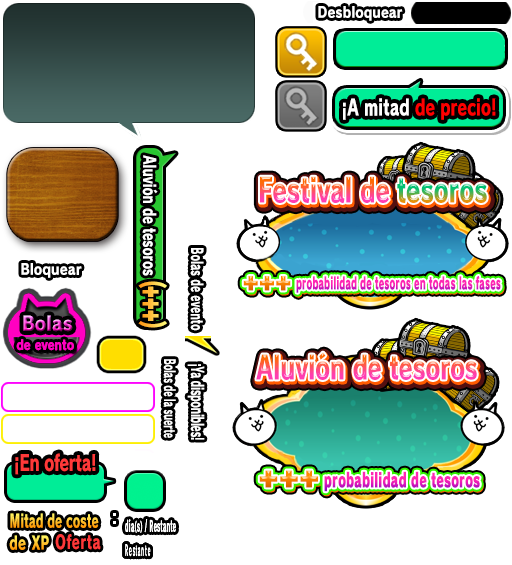 Desbloquear
¡A mitad de precio!
Aluvión de tesoros (+++)
Festival de tesoros
+++ probabilidad de tesoros en todas las fases
Bloquear
Bolas
de evento
Bolas de evento
¡Ya disponibles!
Bolas de la suerte
Aluvión de tesoros
+++ probabilidad de tesoros
¡En oferta!
Mitad de coste
de XP Oferta
:
día(s) / Restante
Restante